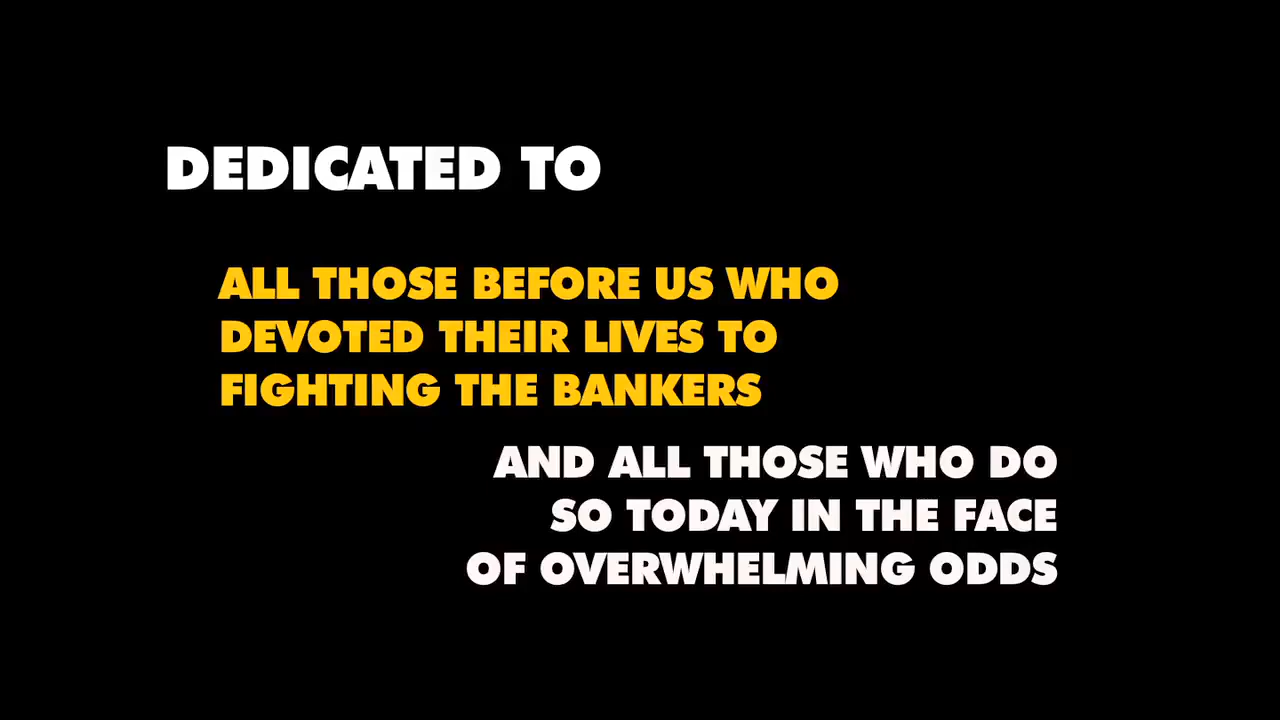 DEDICATED TO
ALL THOSE BEFORE US WHO
DEVOTED THEIR LIVES TO
FIGHTING THE BANKERS
AND ALL THOSE WHO DO
SO TODAY IN THE FACE
OF OVERWHELMING ODDS